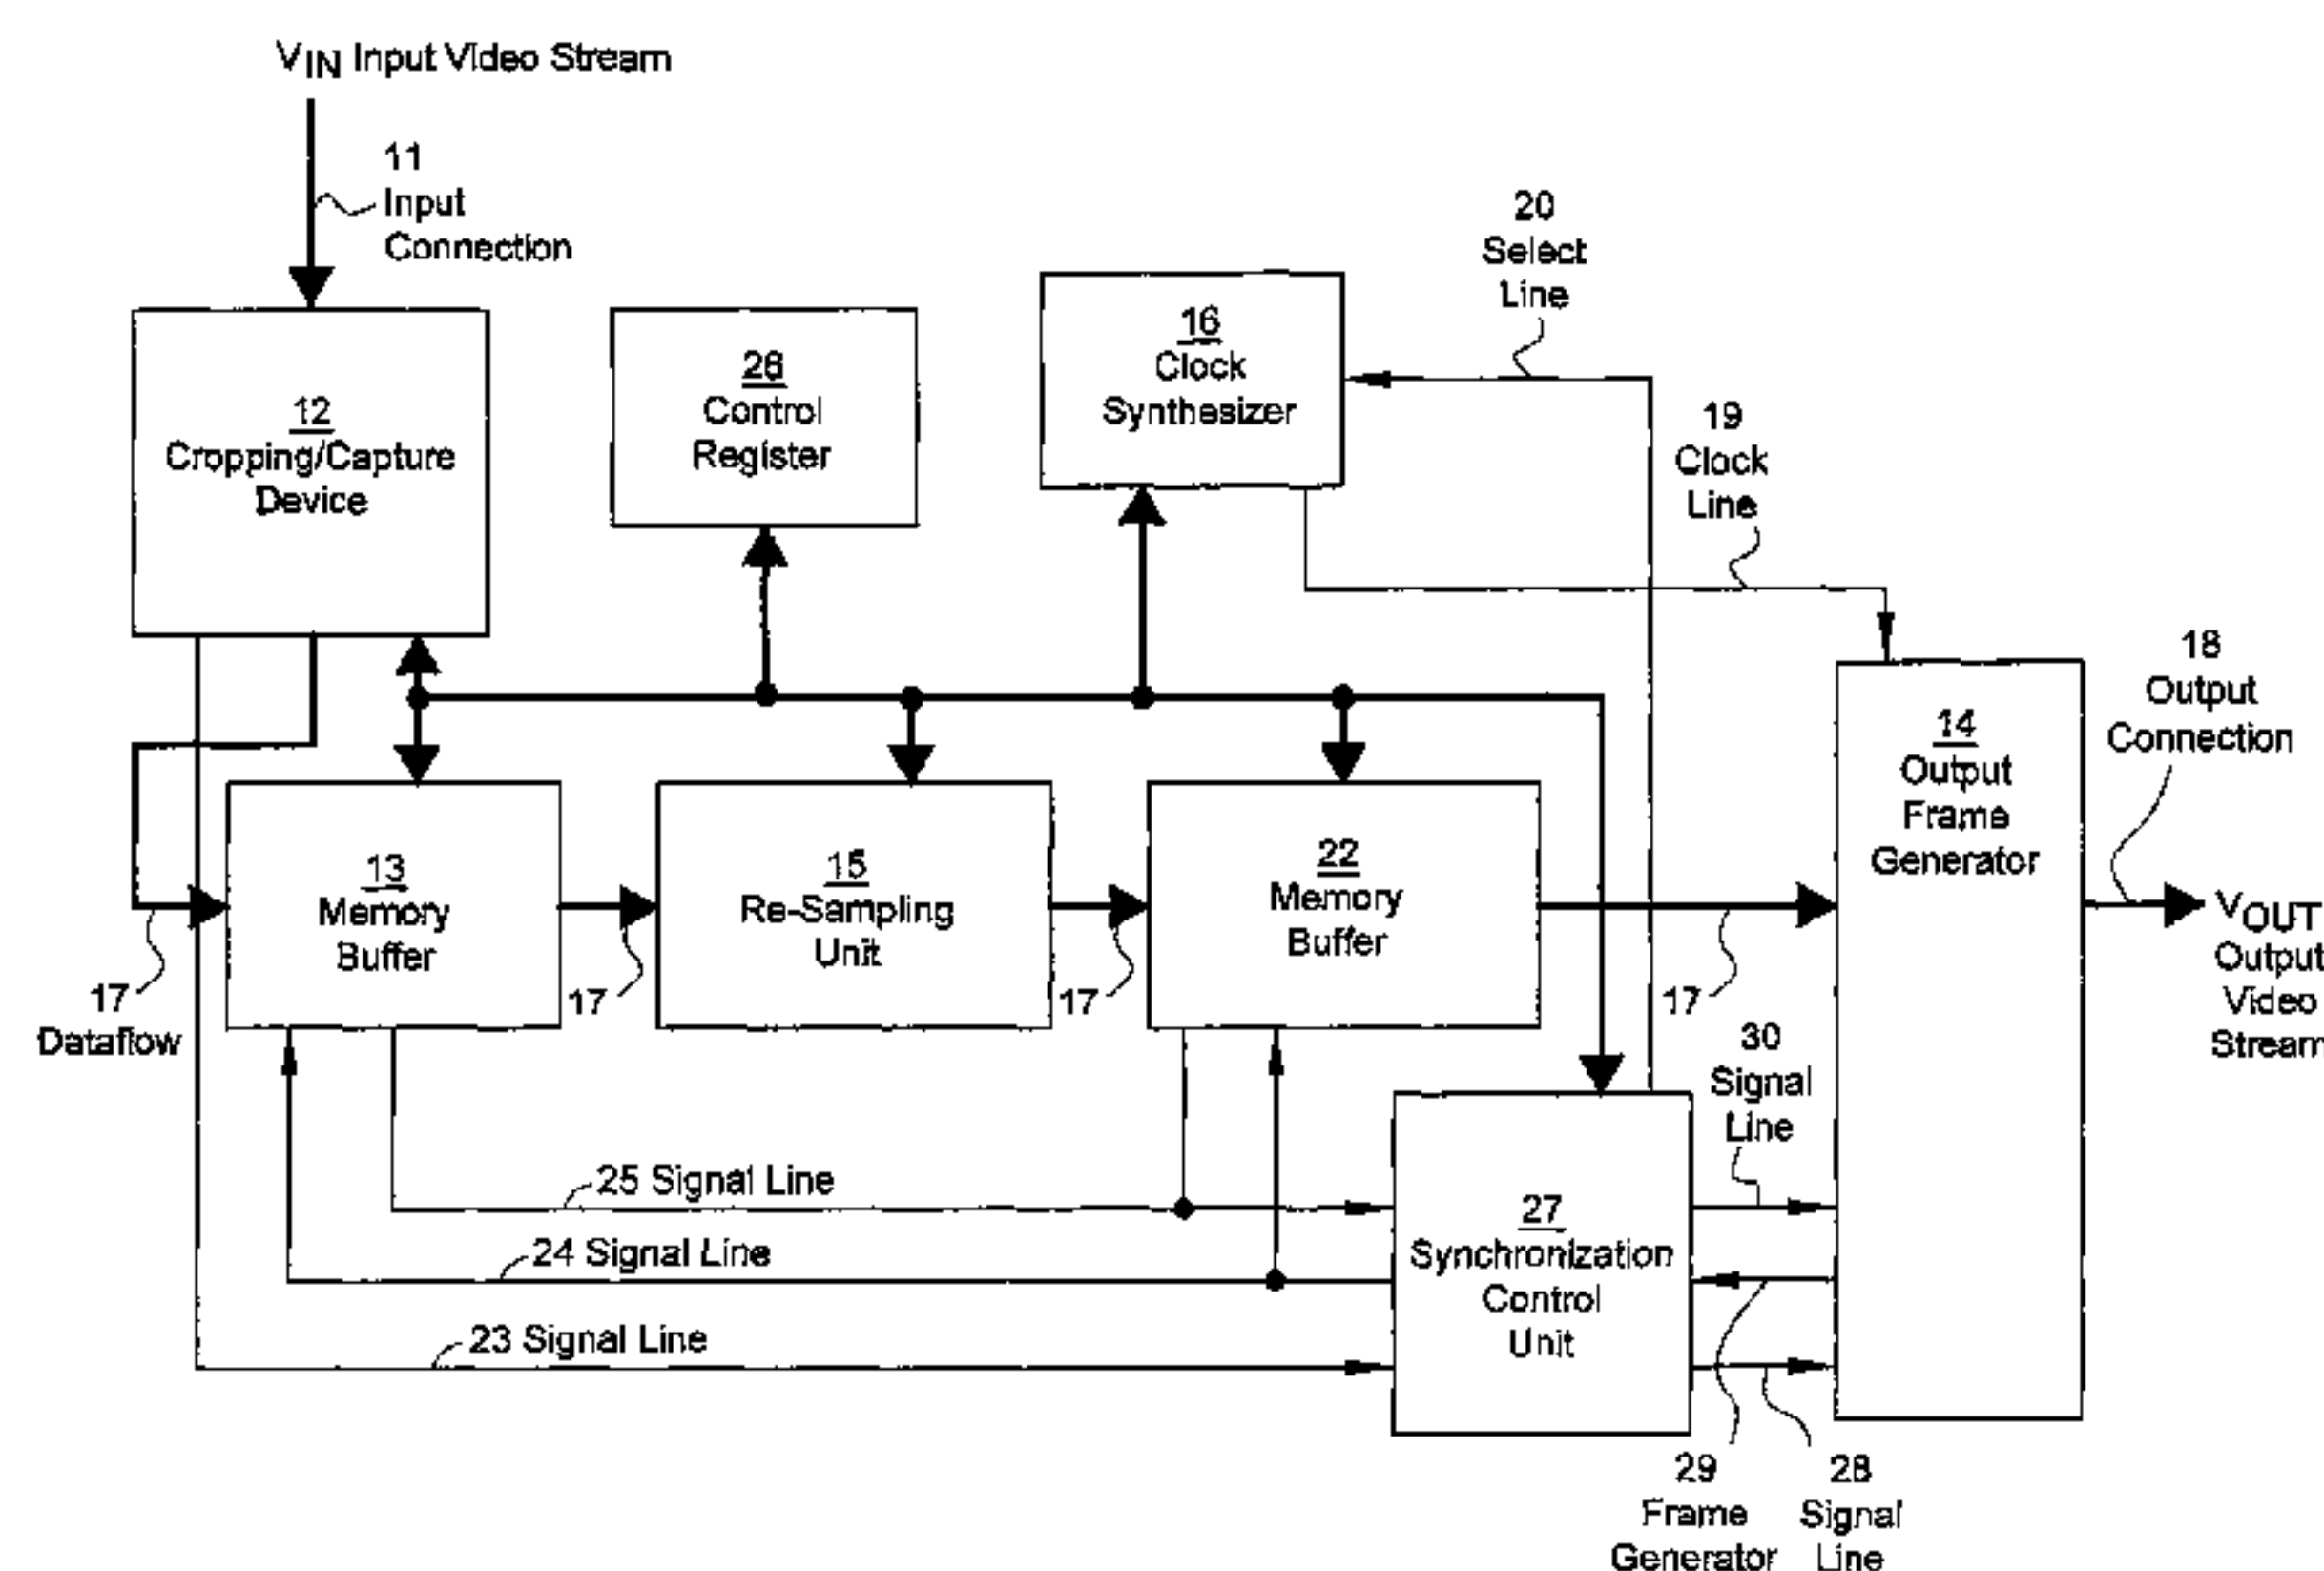 VIN Input Video Stream
11
Input
Connection
20
Select
Line
16
Clock
Synthesizer
26
Control
Register
12
Cropping/Capture
Device
19
Clock
Line
18
Output
Connection
14
Output
Frame
Generator
13
Memory
Buffer
15
Re-Sampling
Unit
22
Memory
Buffer
VOUT
Output
Video
Stream
17
Dataflow
17
17
17
30
Signal
Line
25 Signal Line
24 Signal Line
23 Signal Line
27
Synchronization
Control
Unit
29
Frame
Generator
28
Signal
Line